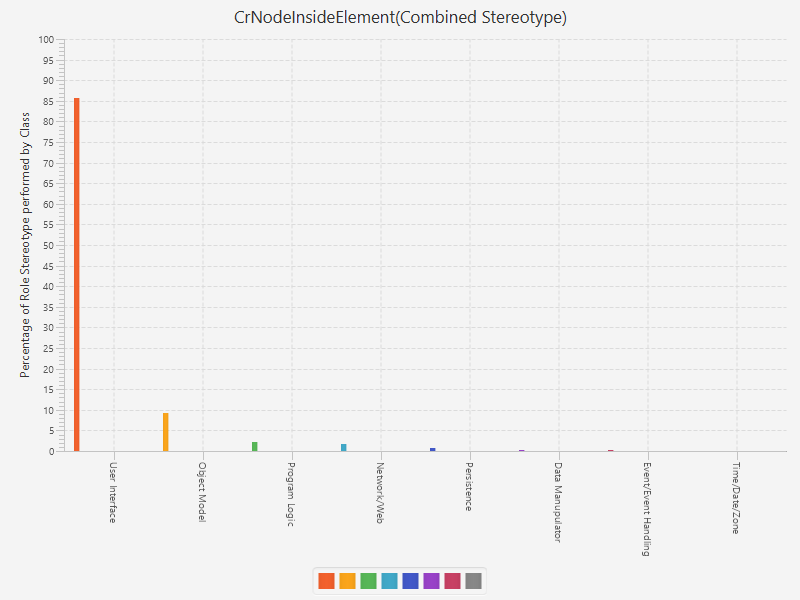 CrNodeInsideElement(Combined Stereotype)
Percentage of Role Stereotype performed by Class
100
95
90
85
80
75
70
65
60
55
50
45
40
35
30
25
20
15
10
5
0
User Interface
Object Model
Program Logic
Network/Web
Persistence
Data Manupulator
Event/Event Handling
Time/Date/Zone